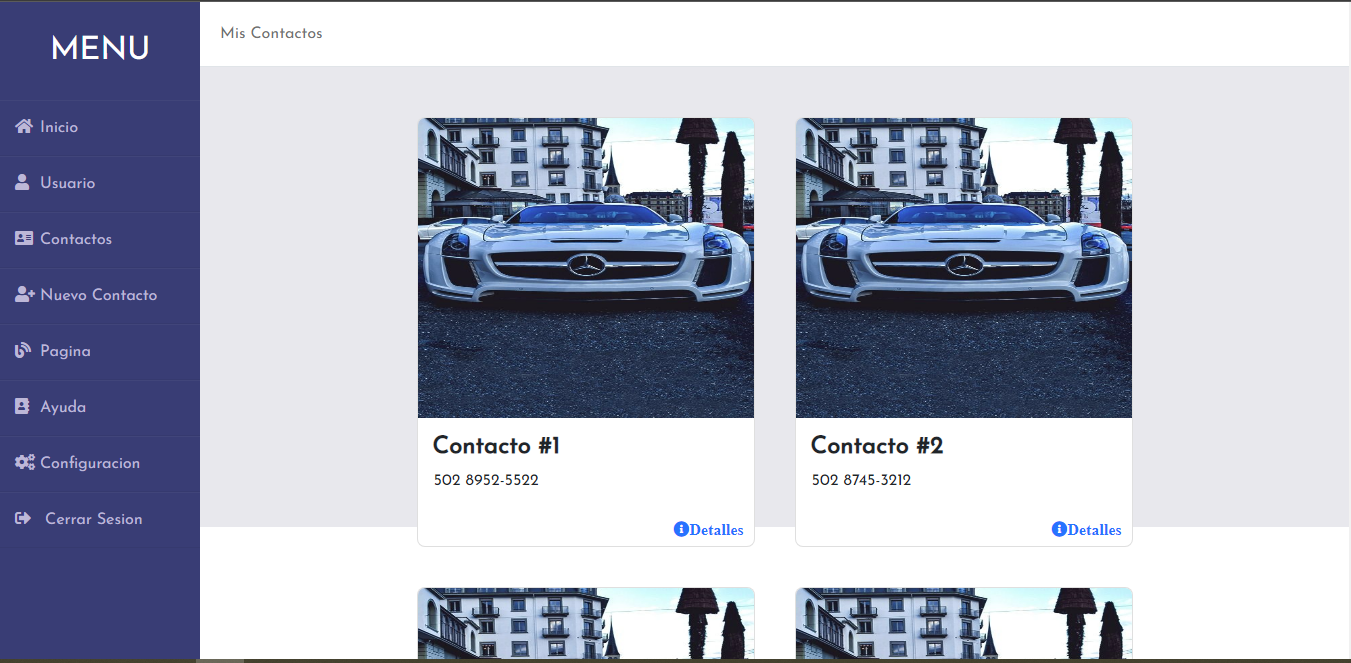 MENU
Inicio
Usuario
Contactos
Nuevo Contacto
Pagina
Ayuda
Configuracion
Cerrar Sesion
Mis Contactos
Contacto #1
502 8952-5522
Detalles
Contacto #2
502 8745-3212
Detalles